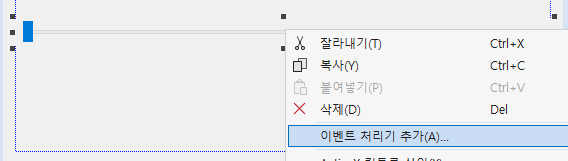 잘라내기(T) Ctrl+X
복사(Y) Ctrl+C
붙여넣기(P) Ctrl+V
삭제(D) Del
이벤트 처리기 추가(A)...